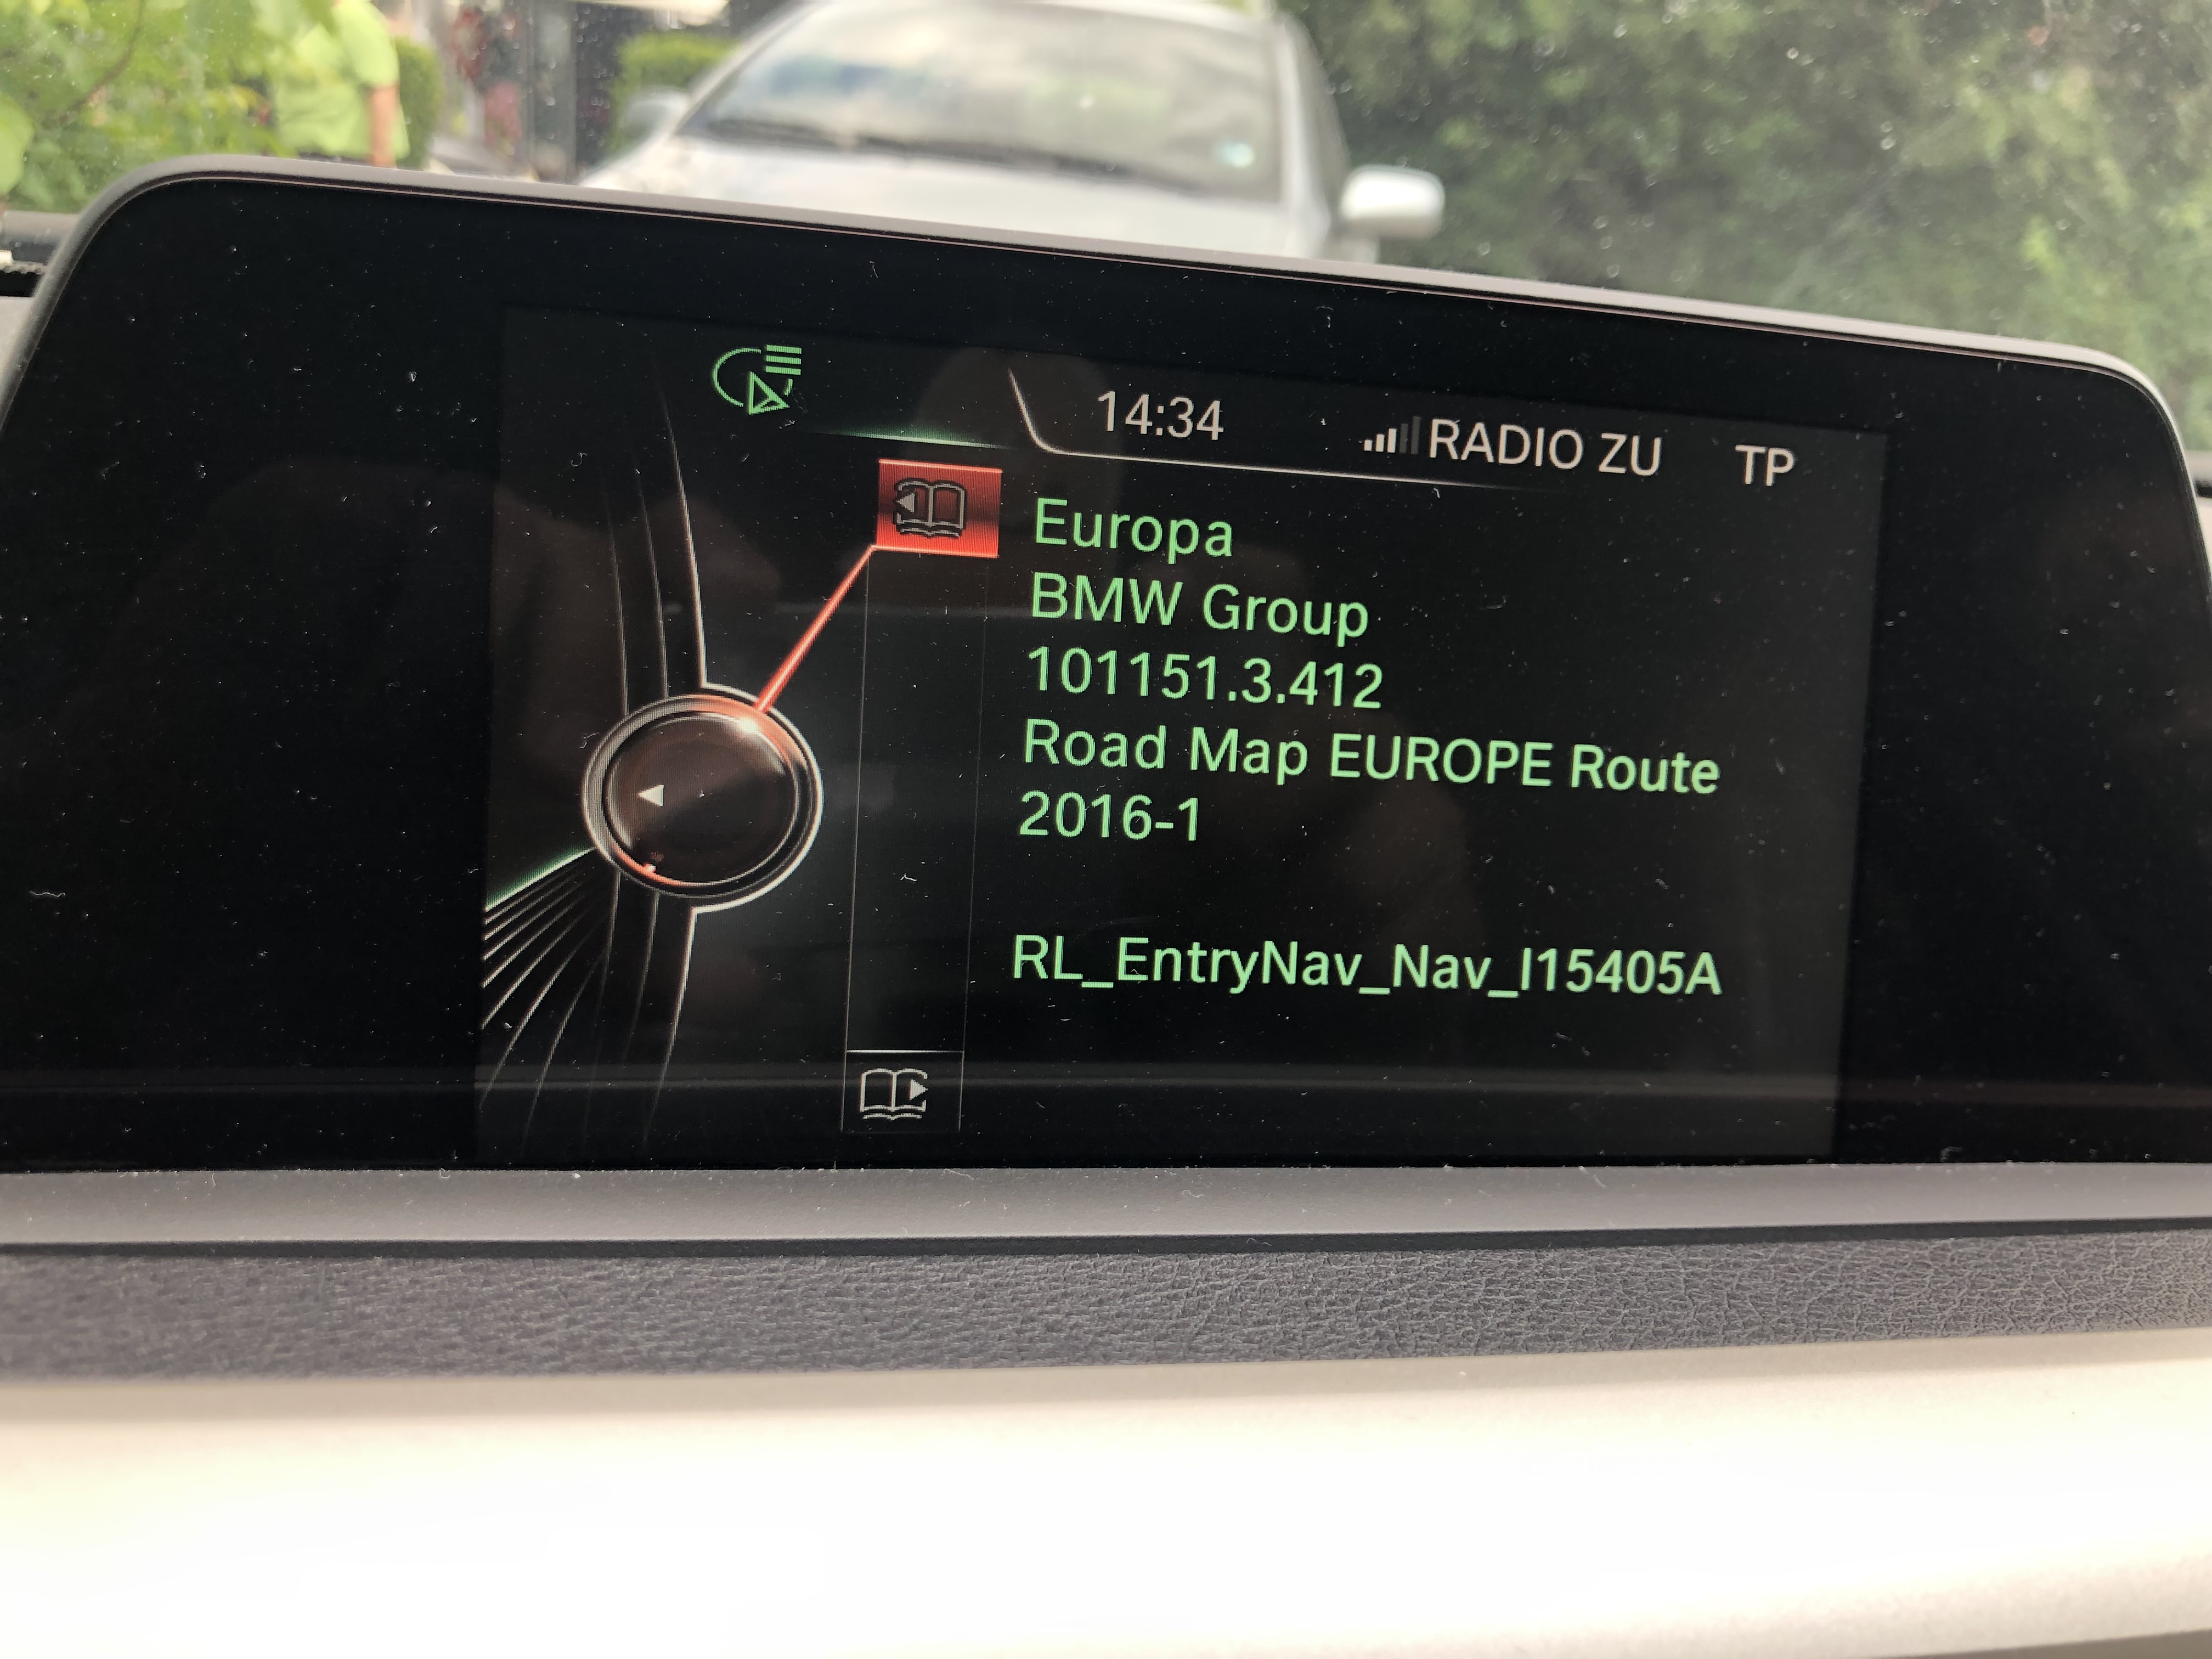 14:34 RADIO ZU TP
Europa
BMW Group
101151.3.412
Road Map EUROPE Route
2016-1
RL_EntryNav_Nav_I15405A